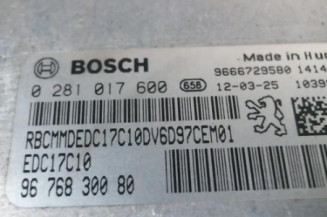 BOSCH
Made in Hun
9666729580 1414
0 281 017 600 658 12-03-25 1039
RBCMMDEDC17C10DV6D97CEM01
EDC17C10
96 768 300 80